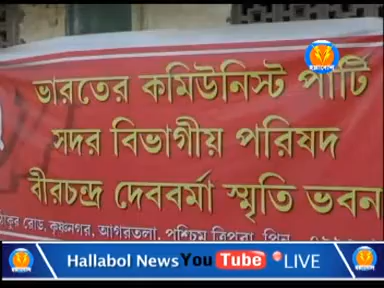 ভারতের কমিউনিস্ট পার্টি
সদর বিভাগীয় পরিষদ
বীরচন্দ্র দেববর্মা স্মৃতি ভবন
ঠাকুর রোড, কৃষ্ণনগর, আগরতলা, পশ্চিম ত্রিপুরা, পিন
Hallabol News YouTube LIVE